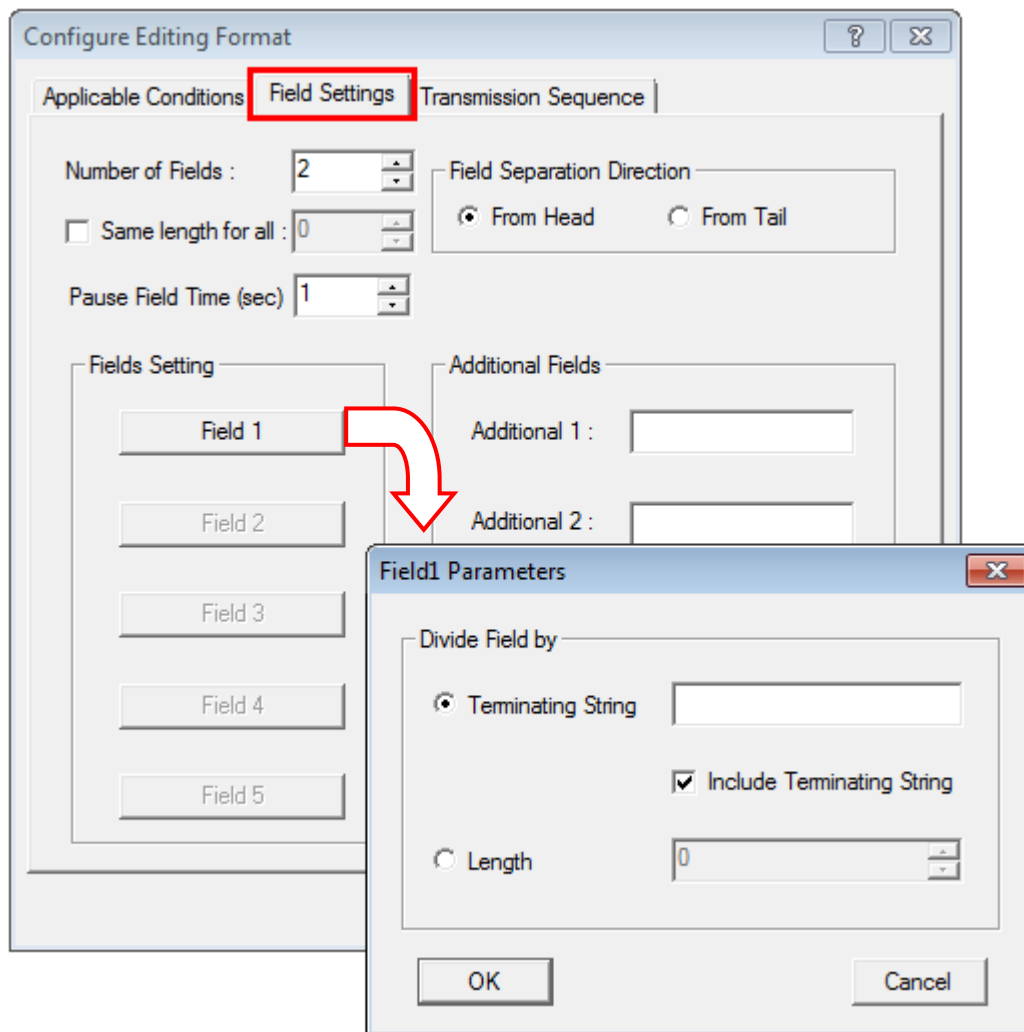 Configure Editing Format
Applicable Conditions Field Settings Transmission Sequence
Number of Fields : 2
Field Separation Direction
Same length for all : 0
From Head From Tail
Pause Field Time (sec) 1
Fields Setting
Additional Fields
Field 1
Additional 1 :
Field 2
Additional 2 :
Field 3
Field 4
Field 5
Field1 Parameters
Divide Field by
Terminating String
Include Terminating String
Length 0
OK Cancel